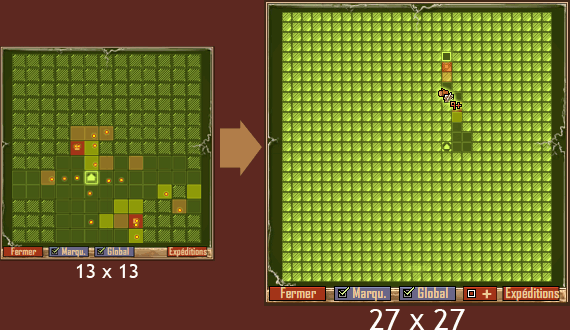 Fermer Marqu. Global Expéditions
13 x 13
Fermer Marqu. Global + Expéditions
27 x 27